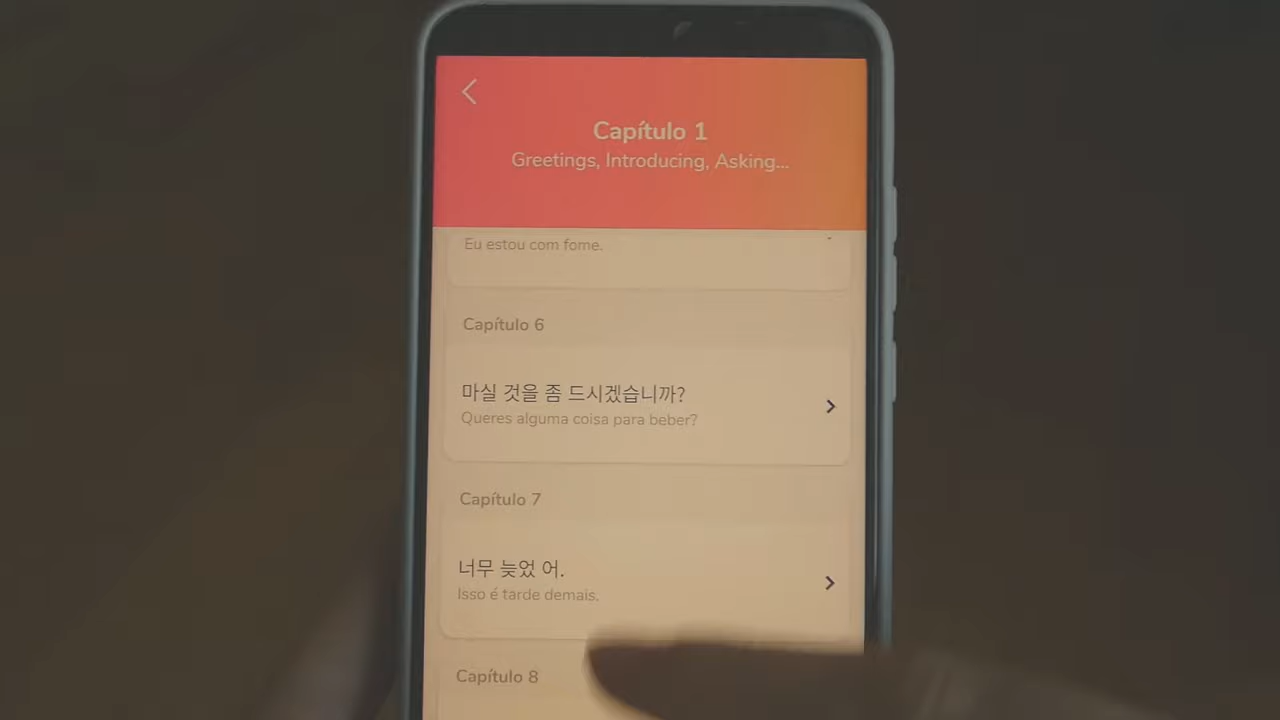 Capítulo 1
Greetings, Introducing, Asking...
Eu estou com fome.
Capítulo 6
마실 것을 좀 드시겠습니까?
Queres alguma coisa para beber?
Capítulo 7
너무 늦었 어.
Isso é tarde demais.
Capítulo 8